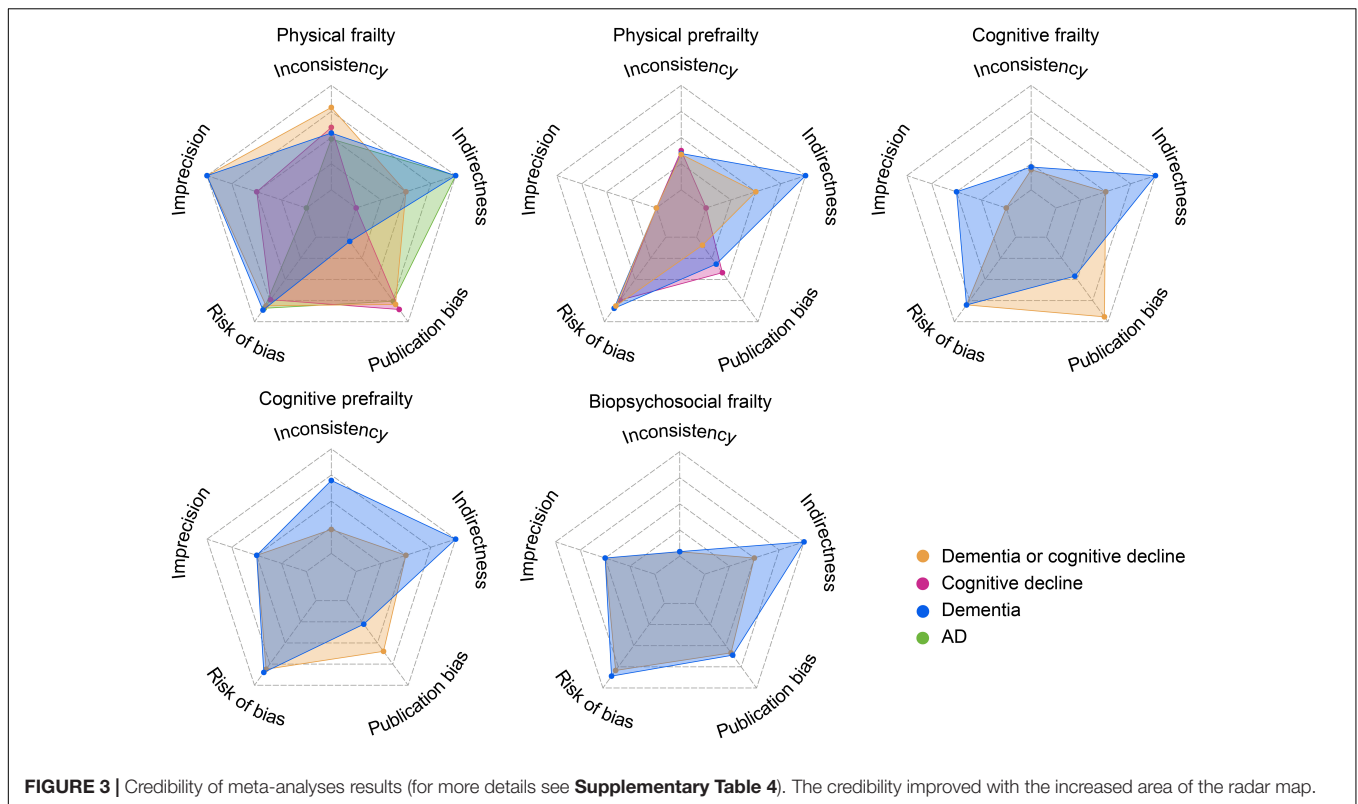 Physical frailty
Inconsistency
Imprecision
Indirectness
Risk of bias
Publication bias
Physical prefrailty
Inconsistency
Imprecision
Indirectness
Risk of bias
Publication bias
Cognitive frailty
Inconsistency
Imprecision
Indirectness
Risk of bias
Publication bias
Cognitive prefrailty
Inconsistency
Imprecision
Indirectness
Risk of bias
Publication bias
Biopsychosocial frailty
Inconsistency
Imprecision
Indirectness
Risk of bias
Publication bias
Dementia or cognitive decline
Cognitive decline
Dementia
AD
FIGURE 3 | Credibility of meta-analyses results (for more details see Supplementary Table 4). The credibility improved with the increased area of the radar map.